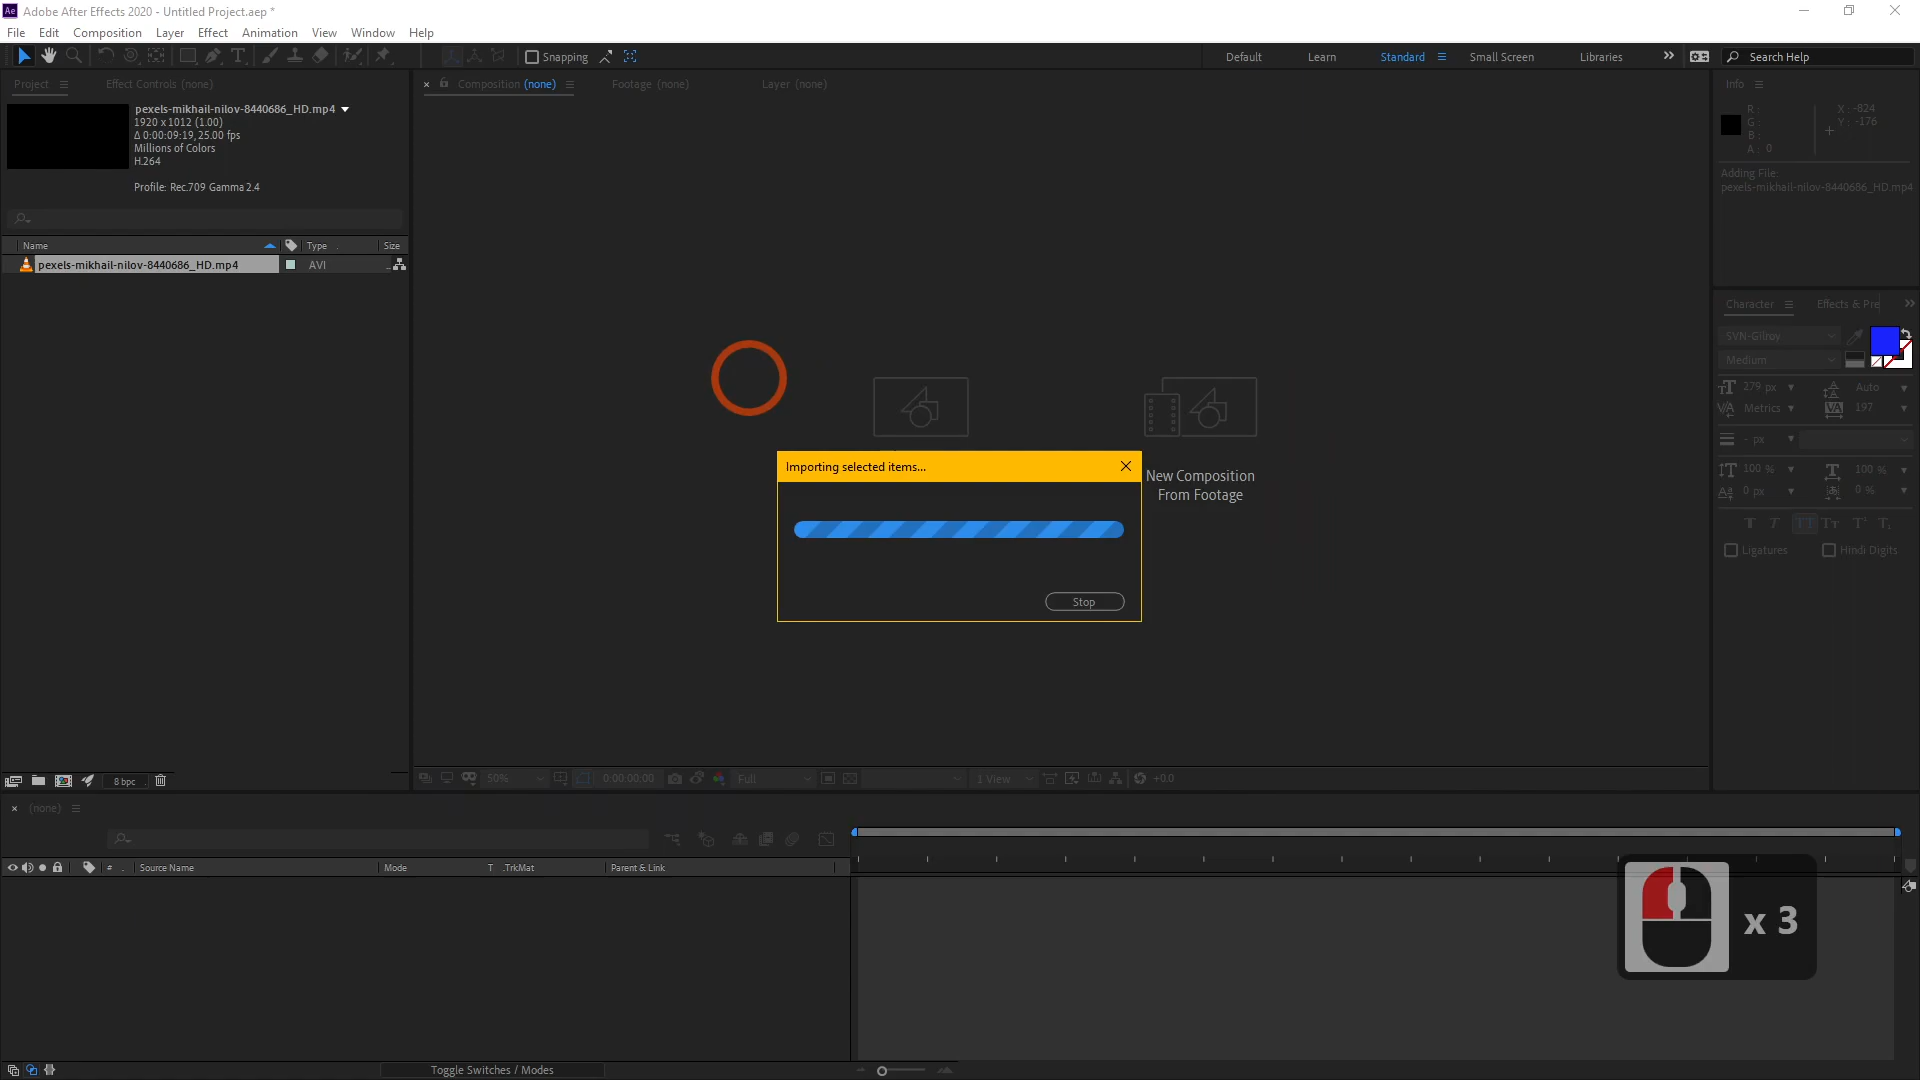 Adobe After Effects 2020 - Untitled Project.aep *
File Edit Composition Layer Effect Animation View Window Help
Snapping
Default Learn Standard Small Screen Libraries Search Help
Project Effect Controls (none)
Composition (none) Footage (none) Layer (none)
Info
pexels-mikhail-nilov-8440686_HD.mp4
1920 x 1012 (1.00)
Δ 0:00:09:19, 25.00 fps
Millions of Colors
H.264
Profile: Rec.709 Gamma 2.4
R :
G :
B :
A : 0
X : -824
Y : -176
Adding File:
pexels-mikhail-nilov-8440686_HD.mp4
Name Type Size
pexels-mikhail-nilov-8440686_HD.mp4 AVI
Character Effects & Pre
SVN-Gilroy
Medium
279 px Auto
Metrics 197
- px
100 % 100 %
0 px 0 %
Ligatures Hindi Digits
Importing selected items...
Stop
New Composition
From Footage
8 bpc
50% 0:00:00:00 Full 1 View +0.0
(none)
# Source Name Mode T .TrkMat Parent & Link
x 3
Toggle Switches / Modes